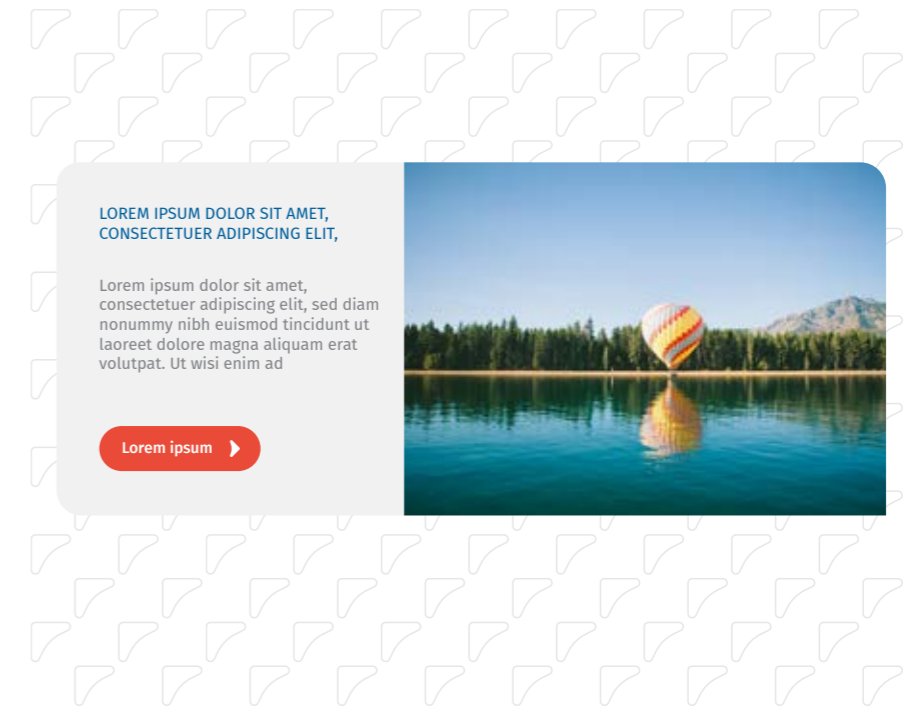 LOREM IPSUM DOLOR SIT AMET,
CONSECTETUER ADIPISCING ELIT,
Lorem ipsum dolor sit amet,
consectetuer adipiscing elit, sed diam
nonummy nibh euismod tincidunt ut
laoreet dolore magna aliquam erat
volutpat. Ut wisi enim ad
Lorem ipsum